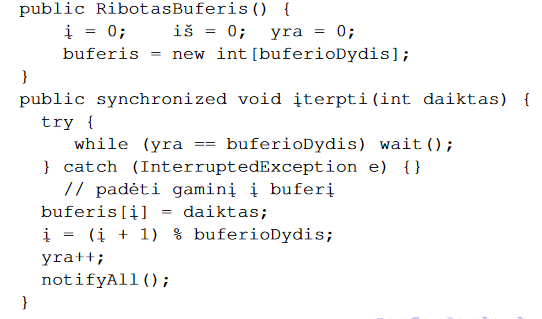 public RibotasBuferis() {
į = 0; iš = 0; yra = 0;
buferis = new int[buferioDydis];
}
public synchronized void įterpti(int daiktas) {
try {
while (yra == buferioDydis) wait();
} catch (InterruptedException e) {}
// padėti gaminį į buferį
buferis[į] = daiktas;
į = (į + 1) % buferioDydis;
yra++;
notifyAll();
}